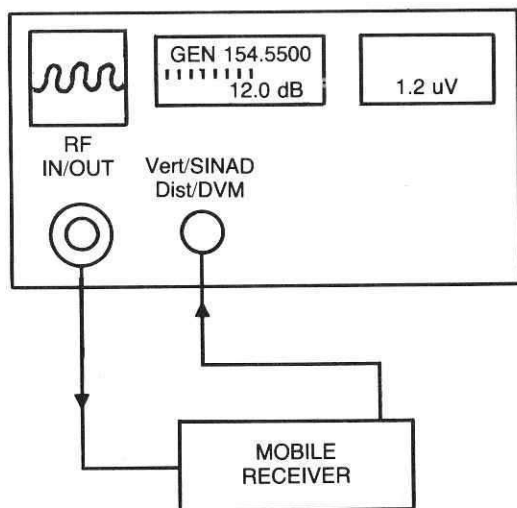 GEN 154.5500
12.0 dB
1.2 uV
RF
IN/OUT
Vert/SINAD
Dist/DVM
MOBILE
RECEIVER